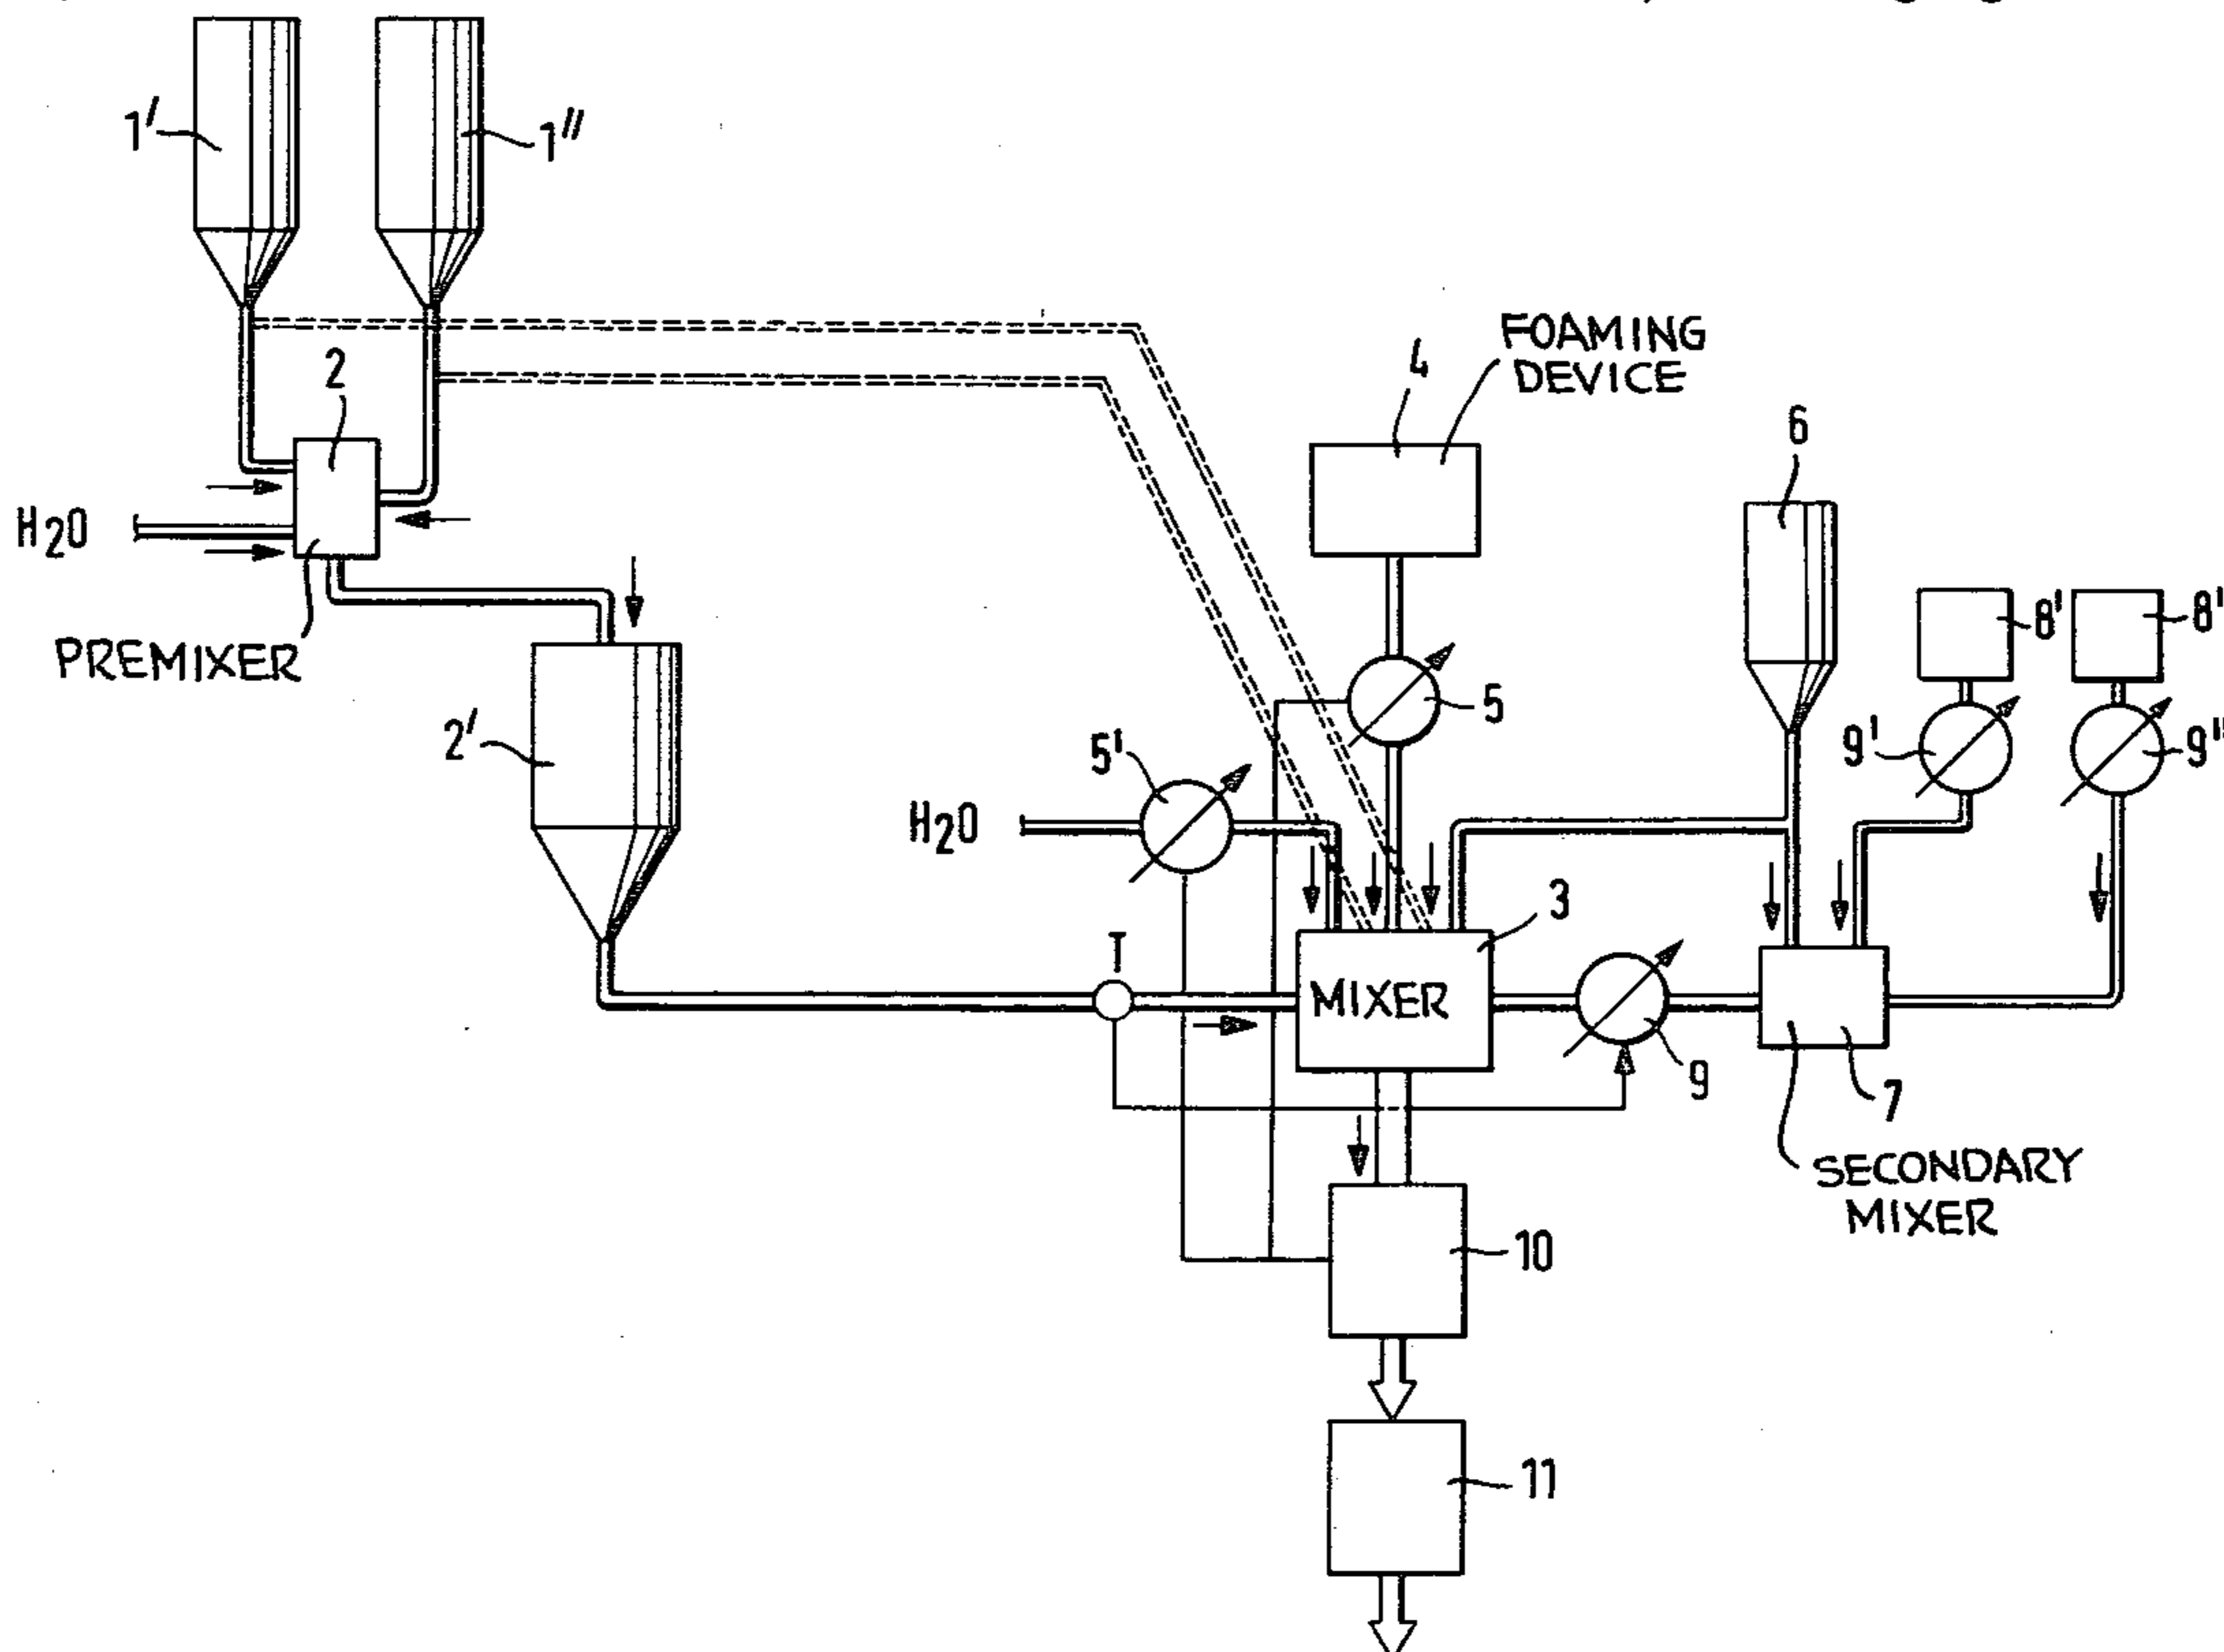 1′
1″
2
H2O
PREMIXER
2′
4
FOAMING
DEVICE
6
5
8'
8'
9'
9"
5'
H2O
3
T
MIXER
9
7
SECONDARY
MIXER
10
11